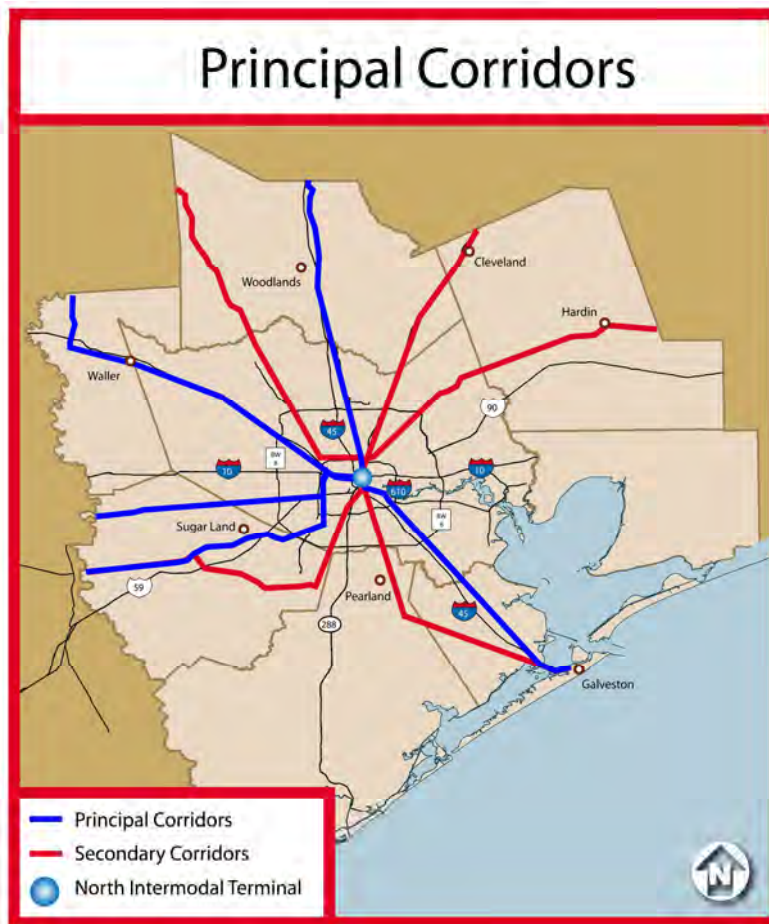 Principal Corridors
Woodlands
Cleveland
Hardin
Waller
90
45
BW
8
10
10
610
BW
8
Sugar Land
59
Pearland
288
45
Galveston
Principal Corridors
Secondary Corridors
North Intermodal Terminal
N